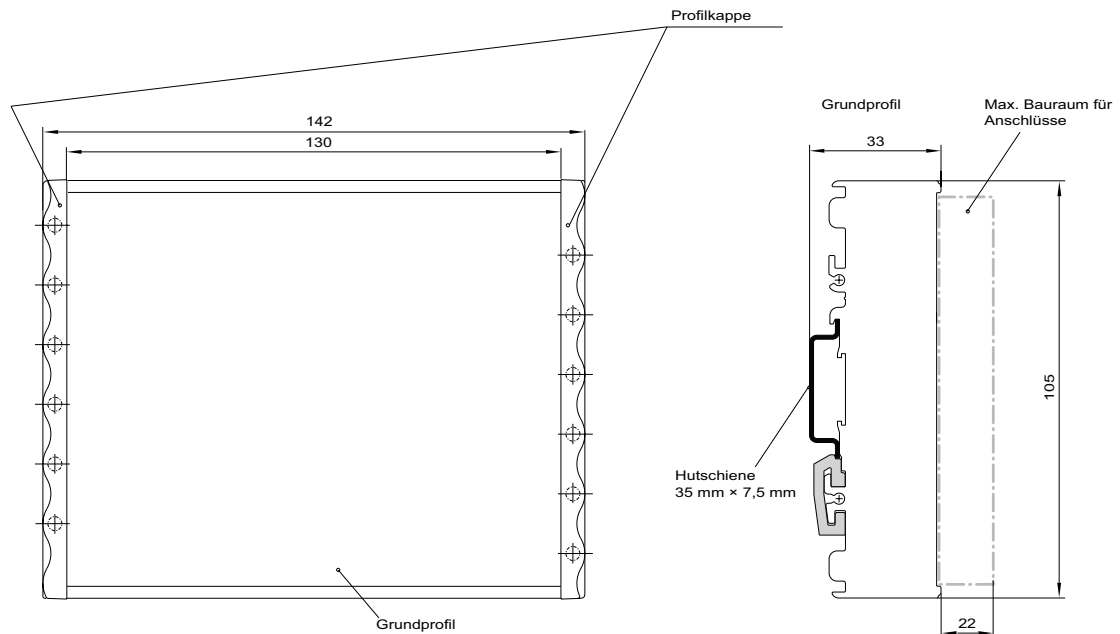 Profilkappe
142
130
Grundprofil
Grundprofil
Max. Bauraum für
Anschlüsse
33
105
Hutschiene
35 mm × 7,5 mm
22